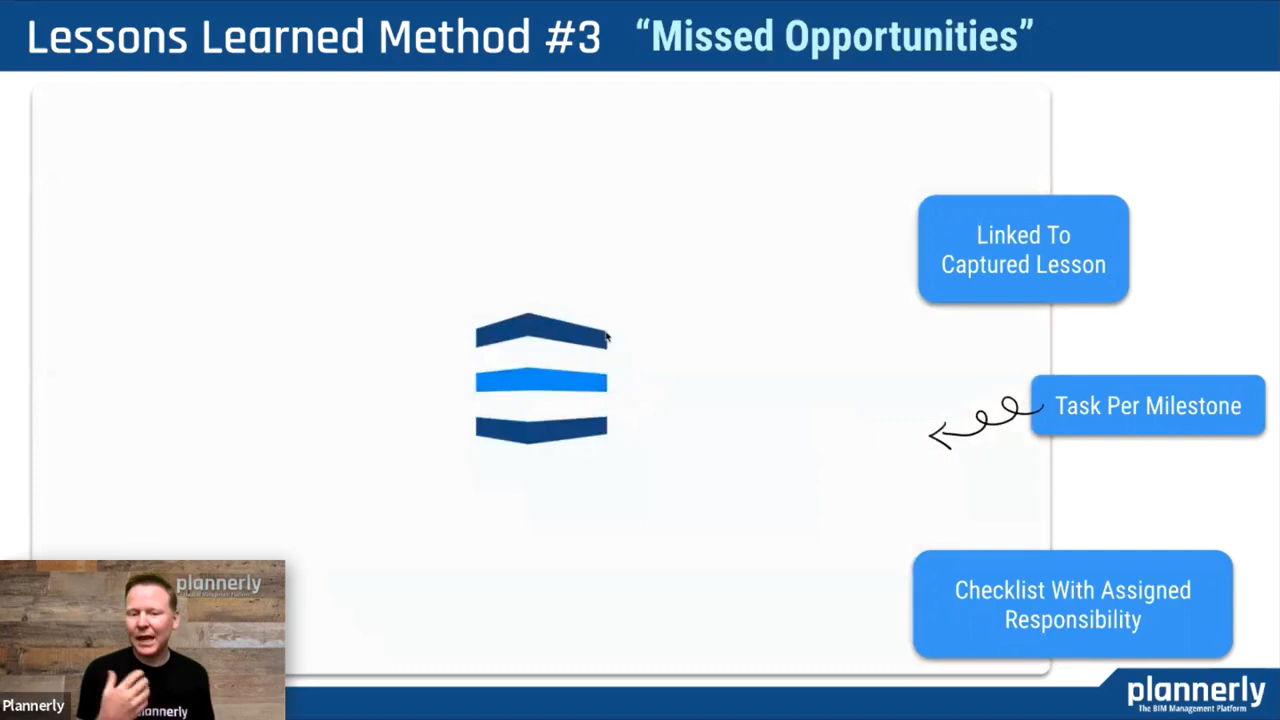 Lessons Learned Method #3 “Missed Opportunities”
Linked To
Captured Lesson
Task Per Milestone
Checklist With Assigned
Responsibility
plannerly
Plannerly
plannerly
plannerly
The BIM Management Platform